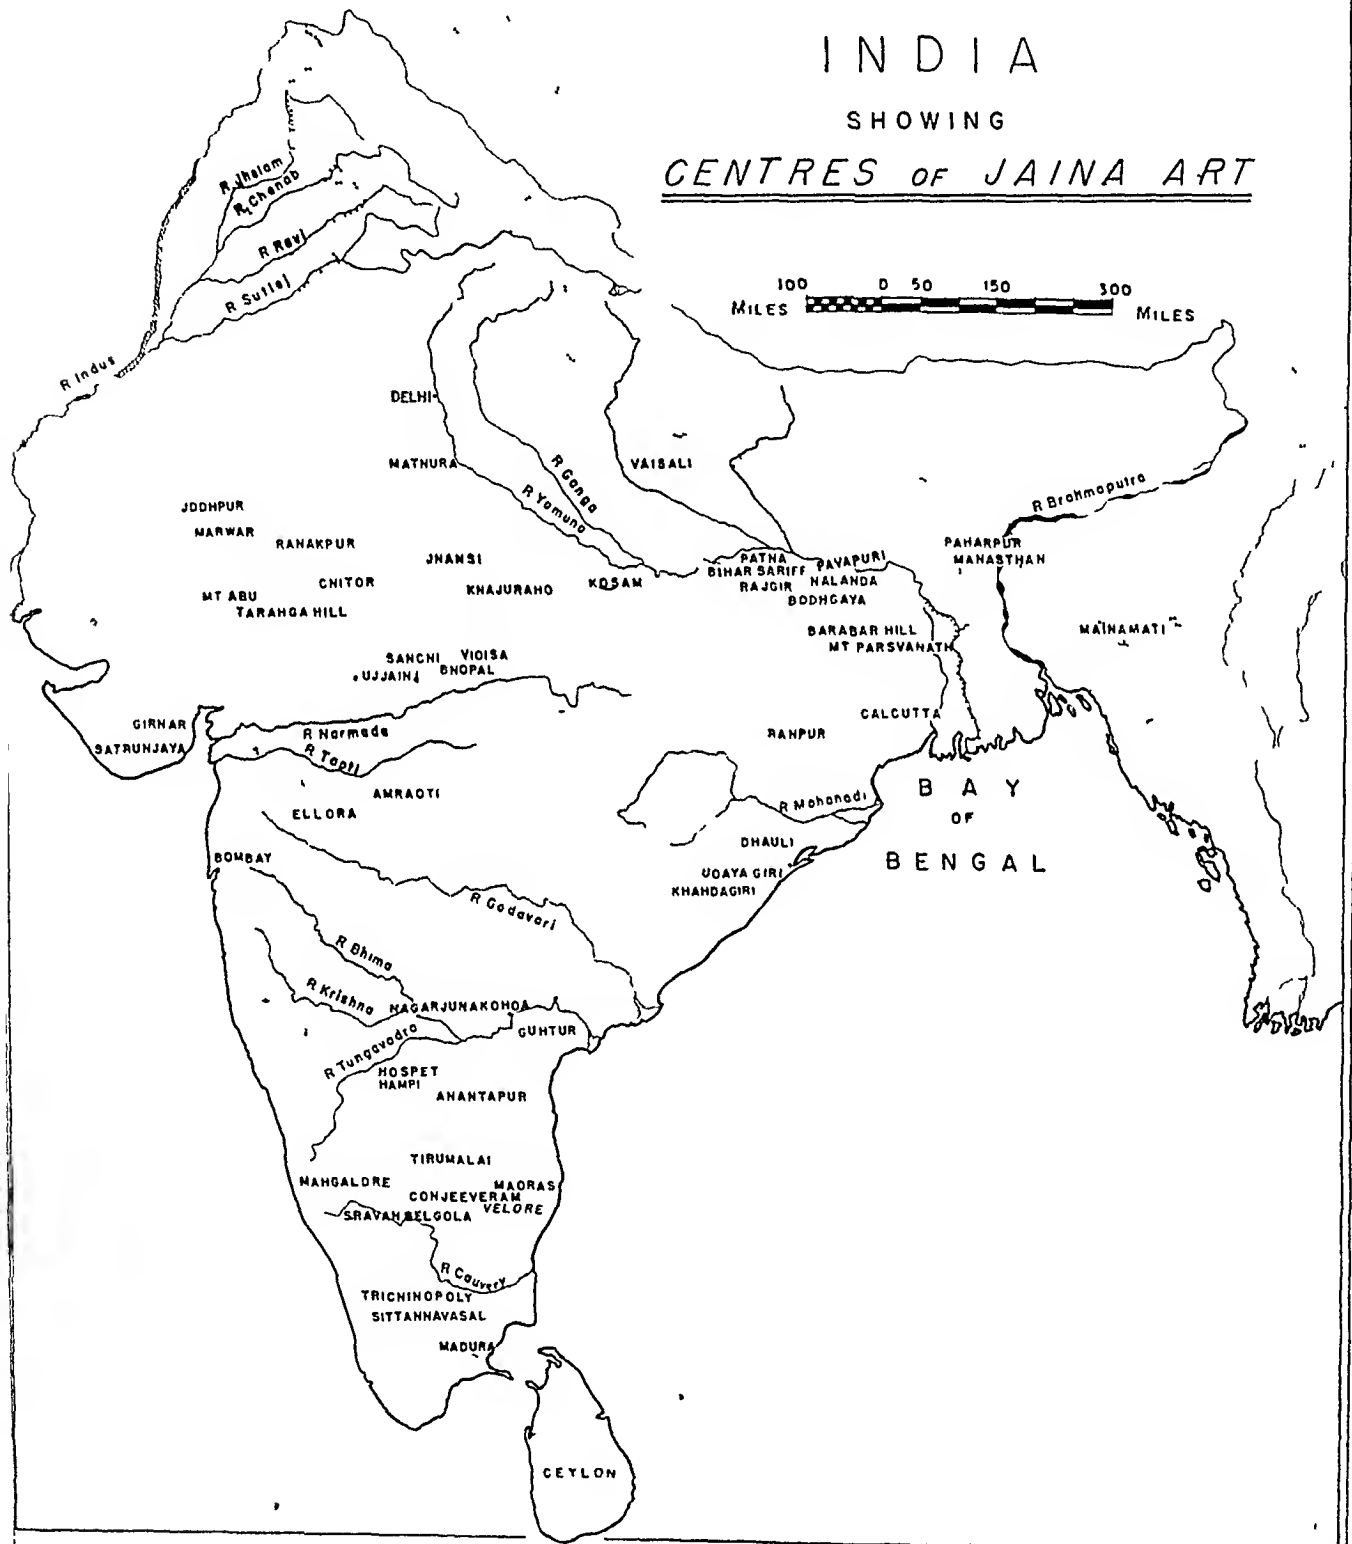 INDIA
SHOWING
CENTRES OF JAINA ART
100 0 50 150 300
MILES MILES
R Jhelam
R. Chenab
R Ravi
R Sutlej
R Indus
DELHI
MATHURA
R Ganga
R Yamuna
VAISALI
R Brahmaputra
JODHPUR
MARWAR
RANAKPUR
JHANSI
CHITOR
KHAJURAHO
KOSAM
MT ABU
TARANGA HILL
PATNA
BIHAR SARIFF
PAVAPURI
RAJGIR
NALANDA
BODHGAYA
PAHARPUR
MANASTHAN
BARABAR HILL
MT PARSVANATH
MAINAMATI
SANCHI
VIDISA
UJJAIN
BHOPAL
GIRNAR
SATRUNJAYA
R Narmada
R Tapti
CALCUTTA
RANPUR
AMRAOTI
ELLORA
R Mahanadi
BAY
OF
BENGAL
BOMBAY
DHAULI
UDAYA GIRI
KHANDAGIRI
R Godavari
R Bhima
R Krishna
NAGARJUNAKONDA
R Tungavadra
GUNTUR
HOSPET
HAMPI
ANANTAPUR
TIRUMALAI
MANGALORE
MADRAS
CONJEEVERAM
VELORE
SRAVANBELGOLA
R Cauvery
TRICHINOPOLY
SITTANNAVASAL
MADURA
CEYLON